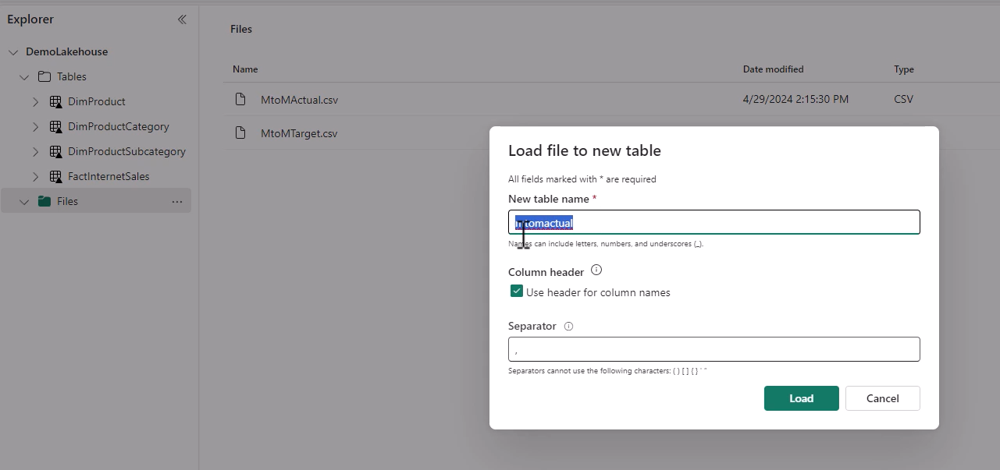 Explorer
DemoLakehouse
Tables
DimProduct
DimProductCategory
DimProductSubcategory
FactInternetSales
Files
Files
Name Date modified Type
MtoMActual.csv 4/29/2024 2:15:30 PM CSV
MtoMTarget.csv
Load file to new table
All fields marked with * are required
New table name *
mtomactual
Names can include letters, numbers, and underscores (_).
Column header
Use header for column names
Separator
,
Separators cannot use the following characters: ( ) [ ] { } ' "
Load Cancel